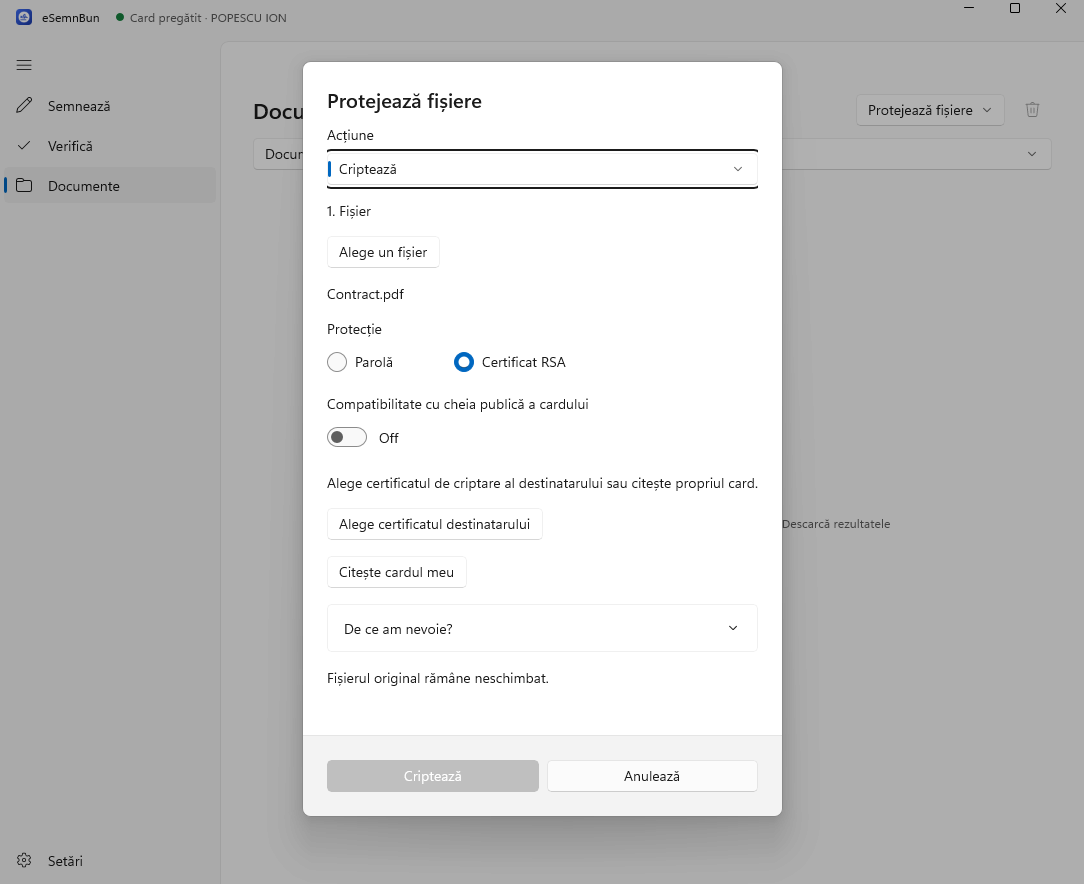 eSemnBun
Card pregătit · POPESCU ION
Semnează
Verifică
Documente
Setări
Docu
Protejează fișiere
Docum
Descarcă rezultatele
Protejează fișiere
Acțiune
Criptează
1. Fișier
Alege un fișier
Contract.pdf
Protecție
Parolă
Certificat RSA
Compatibilitate cu cheia publică a cardului
Off
Alege certificatul de criptare al destinatarului sau citește propriul card.
Alege certificatul destinatarului
Citește cardul meu
De ce am nevoie?
Fișierul original rămâne neschimbat.
Criptează
Anulează